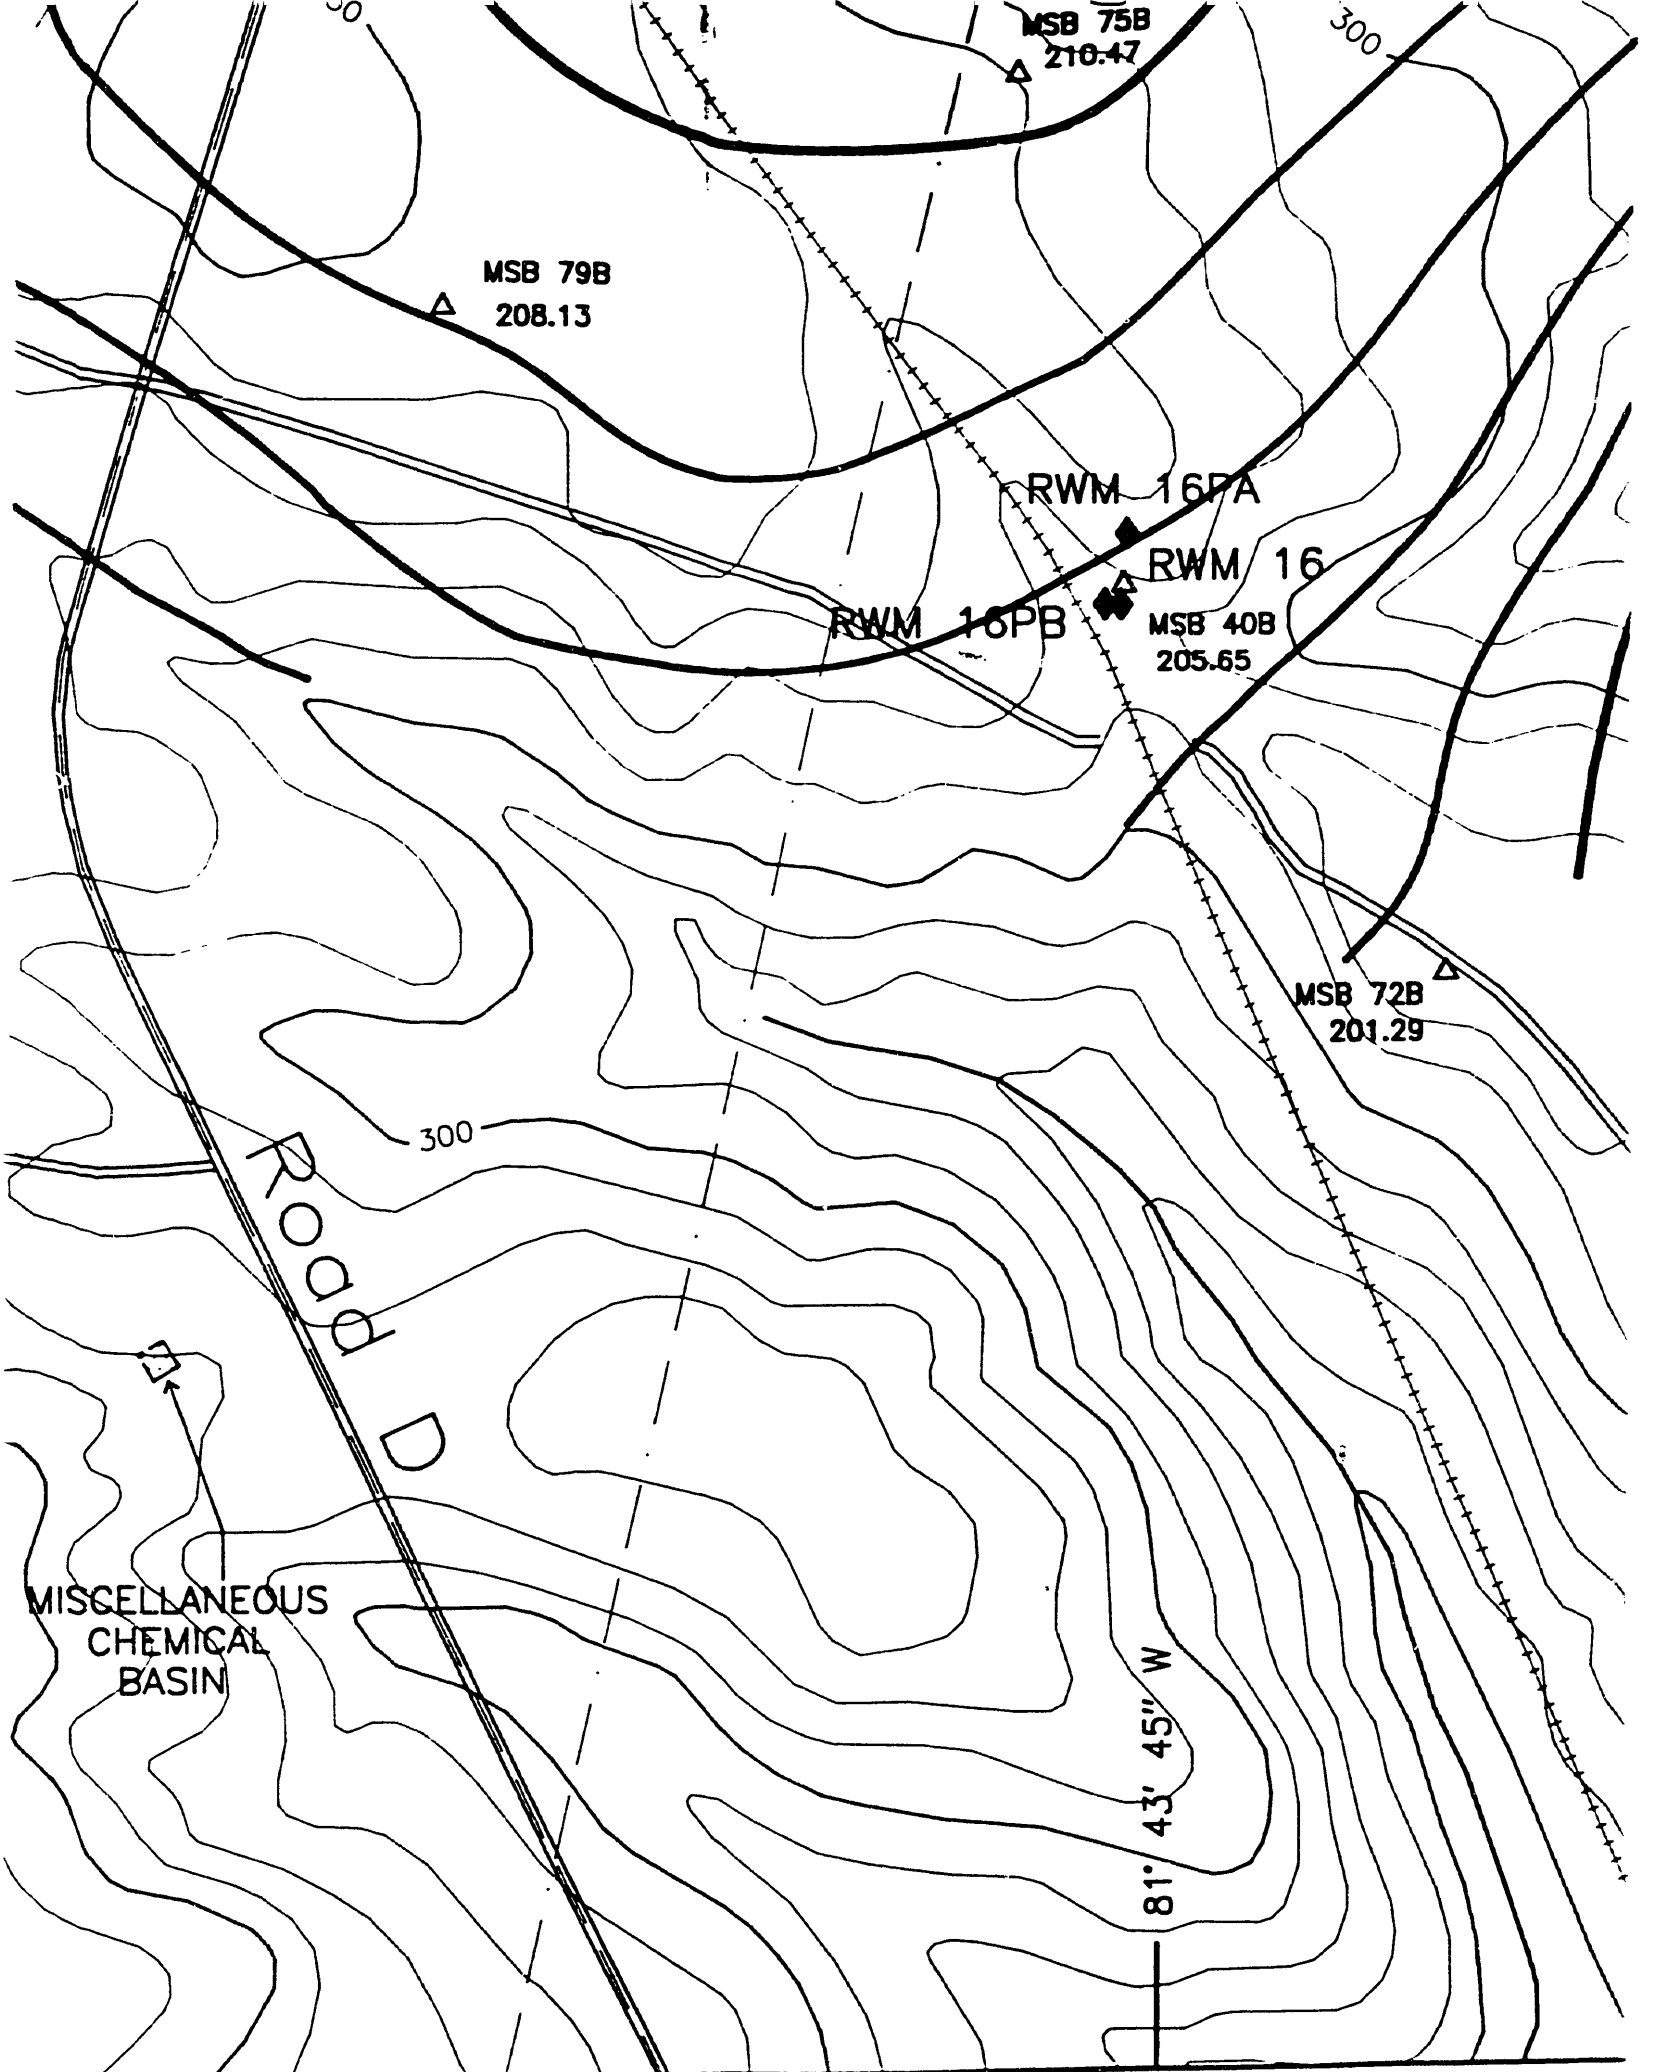 MSB 75B
210.47
300
MSB 79B
208.13
RWM 16PA
RWM 16
RWM 16PB
MSB 40B
205.65
MSB 72B
201.29
300
Road D
MISCELLANEOUS
CHEMICAL
BASIN
81° 43' 45" W